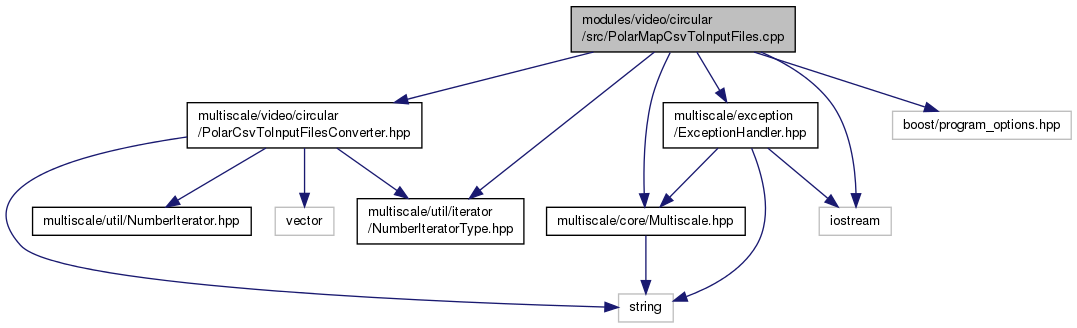 modules/video/circular
/src/PolarMapCsvToInputFiles.cpp
multiscale/video/circular
/PolarCsvToInputFilesConverter.hpp
multiscale/exception
/ExceptionHandler.hpp
boost/program_options.hpp
multiscale/util/NumberIterator.hpp
vector
multiscale/util/iterator
/NumberIteratorType.hpp
multiscale/core/Multiscale.hpp
iostream
string